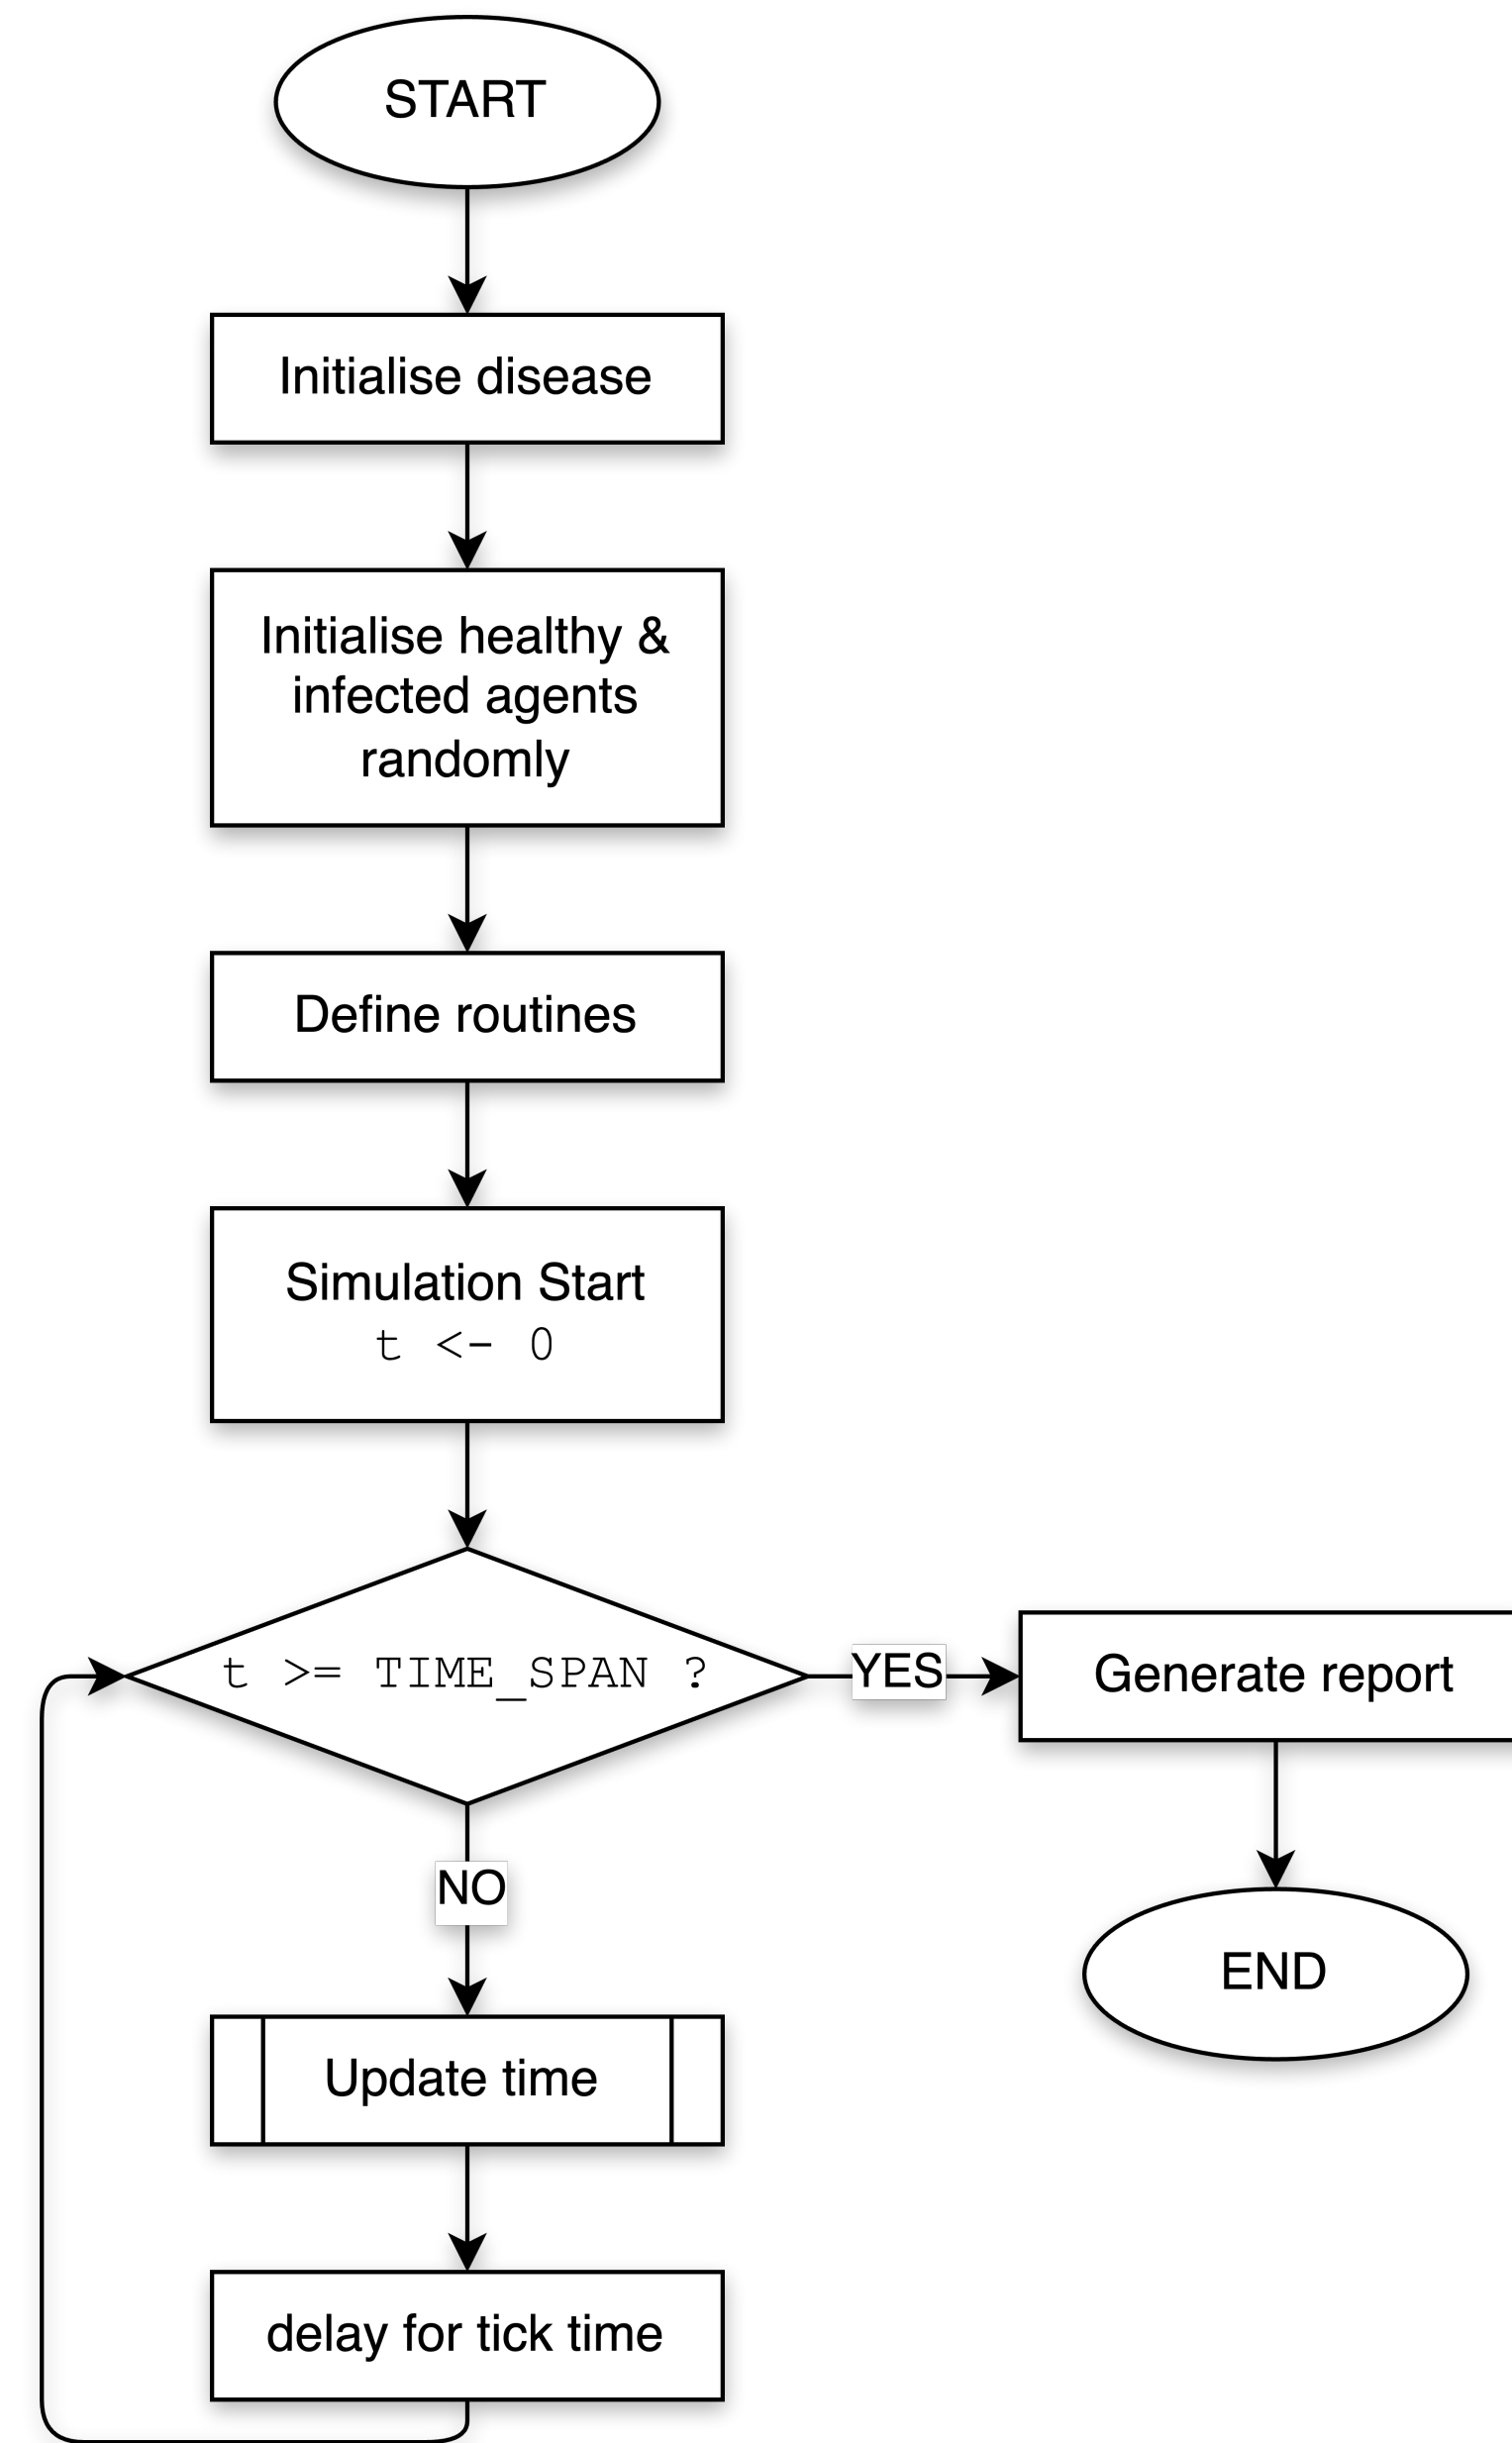 START
Initialise disease
Initialise healthy &
infected agents
randomly
Define routines
Simulation Start
t <- 0
t >= TIME_SPAN ?
YES
Generate report
NO
END
Update time
delay for tick time